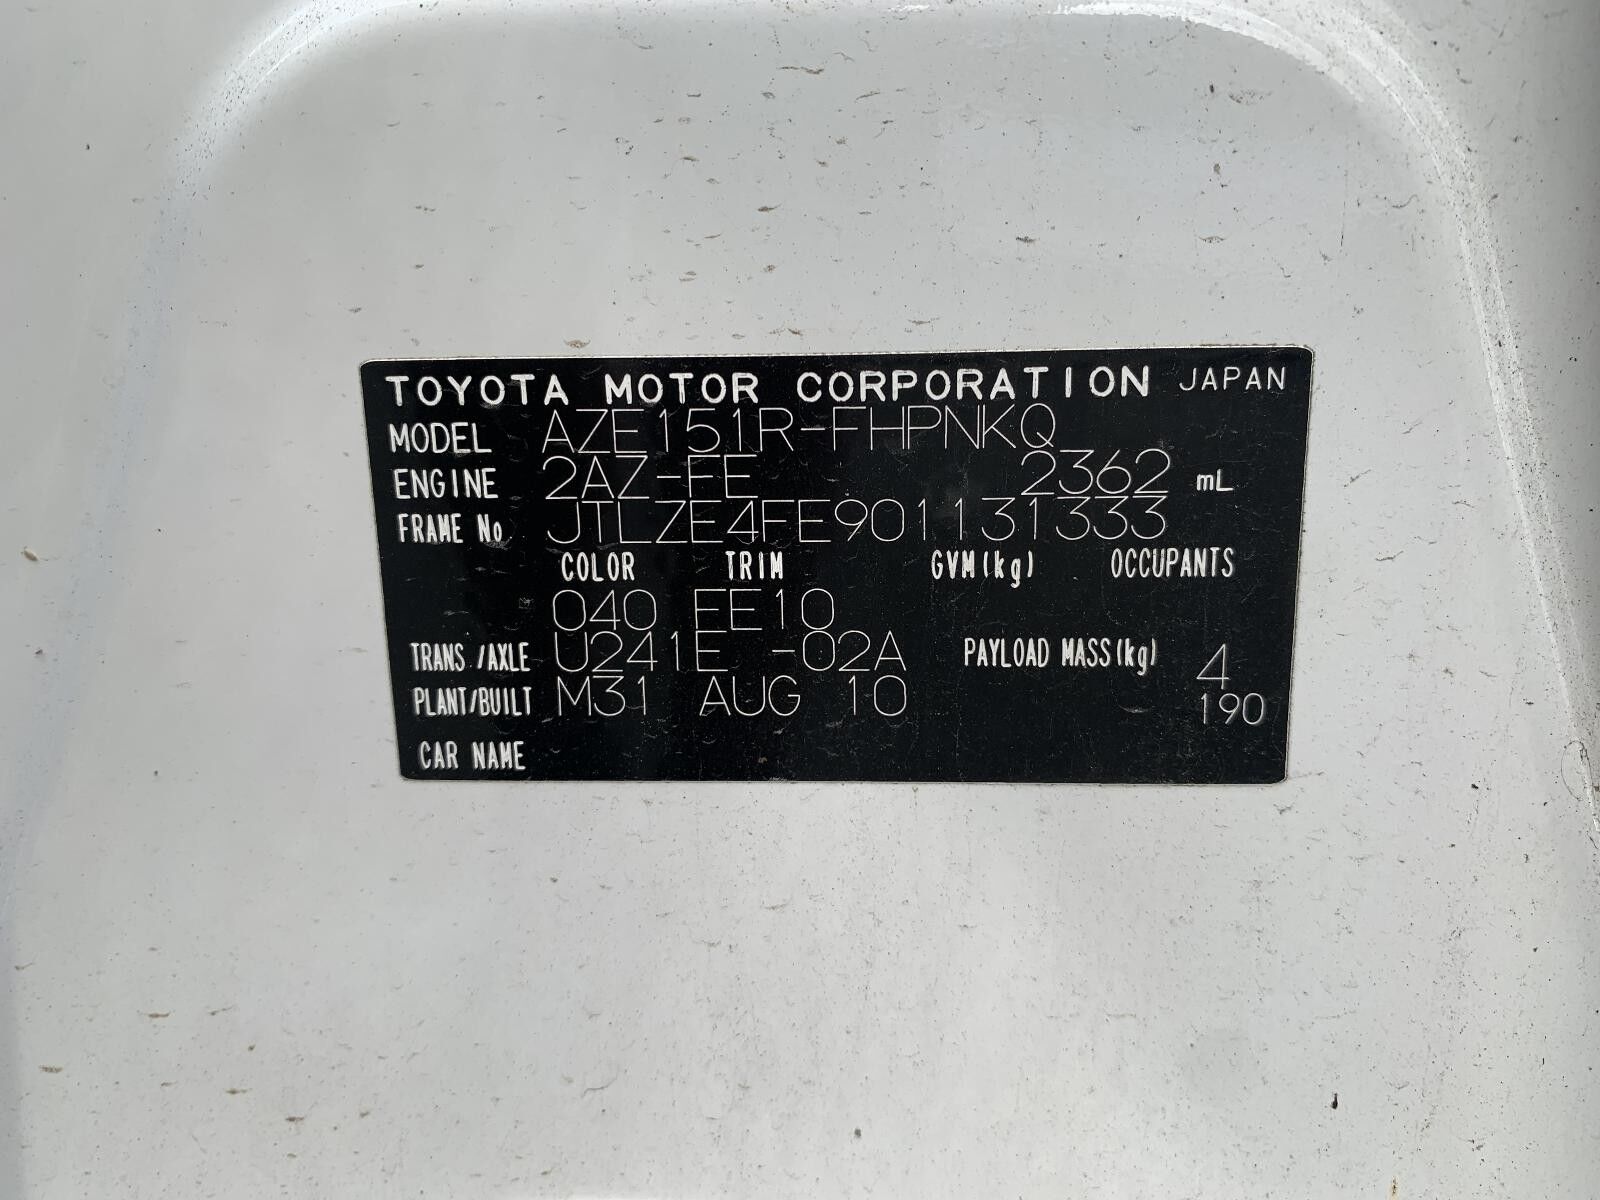 TOYOTA MOTOR CORPORATION JAPAN
MODEL AZE151R-FHPNKQ
ENGINE 2AZ-FE 2362 mL
FRAME No JTLZE4FE901131333
COLOR TRIM GVM(kg) OCCUPANTS
040 FE10
TRANS./AXLE U241E -02A PAYLOAD MASS(kg) 4
PLANT/BUILT M31 AUG 10 190
CAR NAME